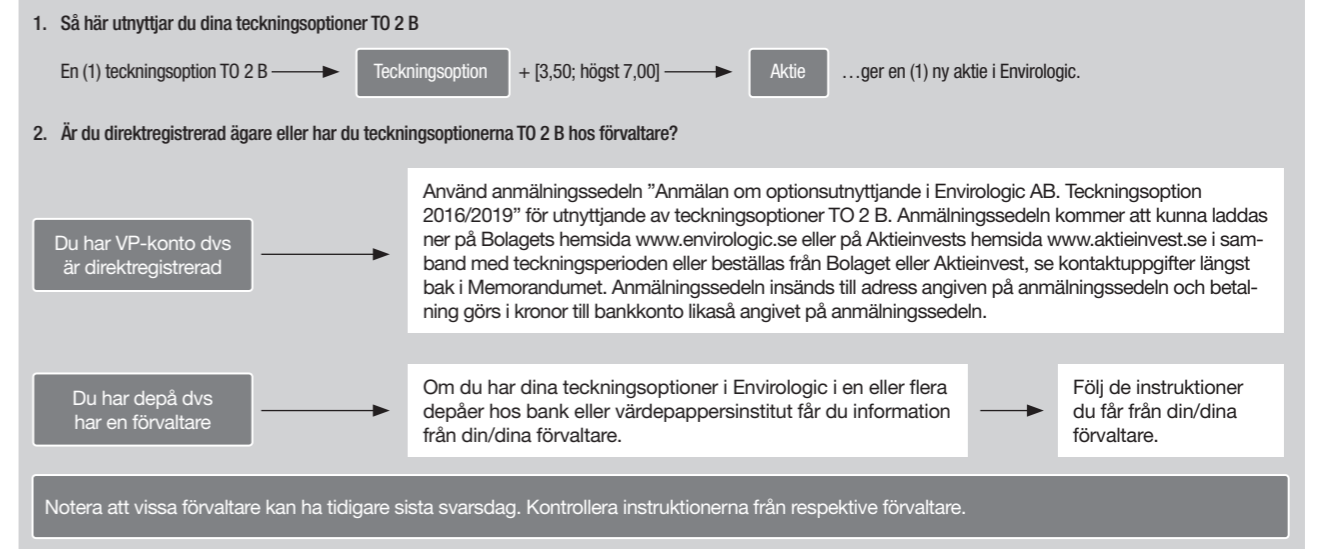 1. Så här utnyttjar du dina teckningsoptioner TO 2 B
En (1) teckningsoption TO 2 B Teckningsoption + [3,50; högst 7,00] Aktie …ger en (1) ny aktie i Envirologic.
2. Är du direktregistrerad ägare eller har du teckningsoptionerna TO 2 B hos förvaltare?
Du har VP-konto dvs
är direktregistrerad
Använd anmälningssedeln ”Anmälan om optionsutnyttjande i Envirologic AB. Teckningsoption
2016/2019” för utnyttjande av teckningsoptioner TO 2 B. Anmälningssedeln kommer att kunna laddas
ner på Bolagets hemsida www.envirologic.se eller på Aktieinvests hemsida www.aktieinvest.se i sam-
band med teckningsperioden eller beställas från Bolaget eller Aktieinvest, se kontaktuppgifter längst
bak i Memorandumet. Anmälningssedeln insänds till adress angiven på anmälningssedeln och betal-
ning görs i kronor till bankkonto likaså angivet på anmälningssedeln.
Du har depå dvs
har en förvaltare
Om du har dina teckningsoptioner i Envirologic i en eller flera
depåer hos bank eller värdepappersinstitut får du information
från din/dina förvaltare.
Följ de instruktioner
du får från din/dina
förvaltare.
Notera att vissa förvaltare kan ha tidigare sista svarsdag. Kontrollera instruktionerna från respektive förvaltare.